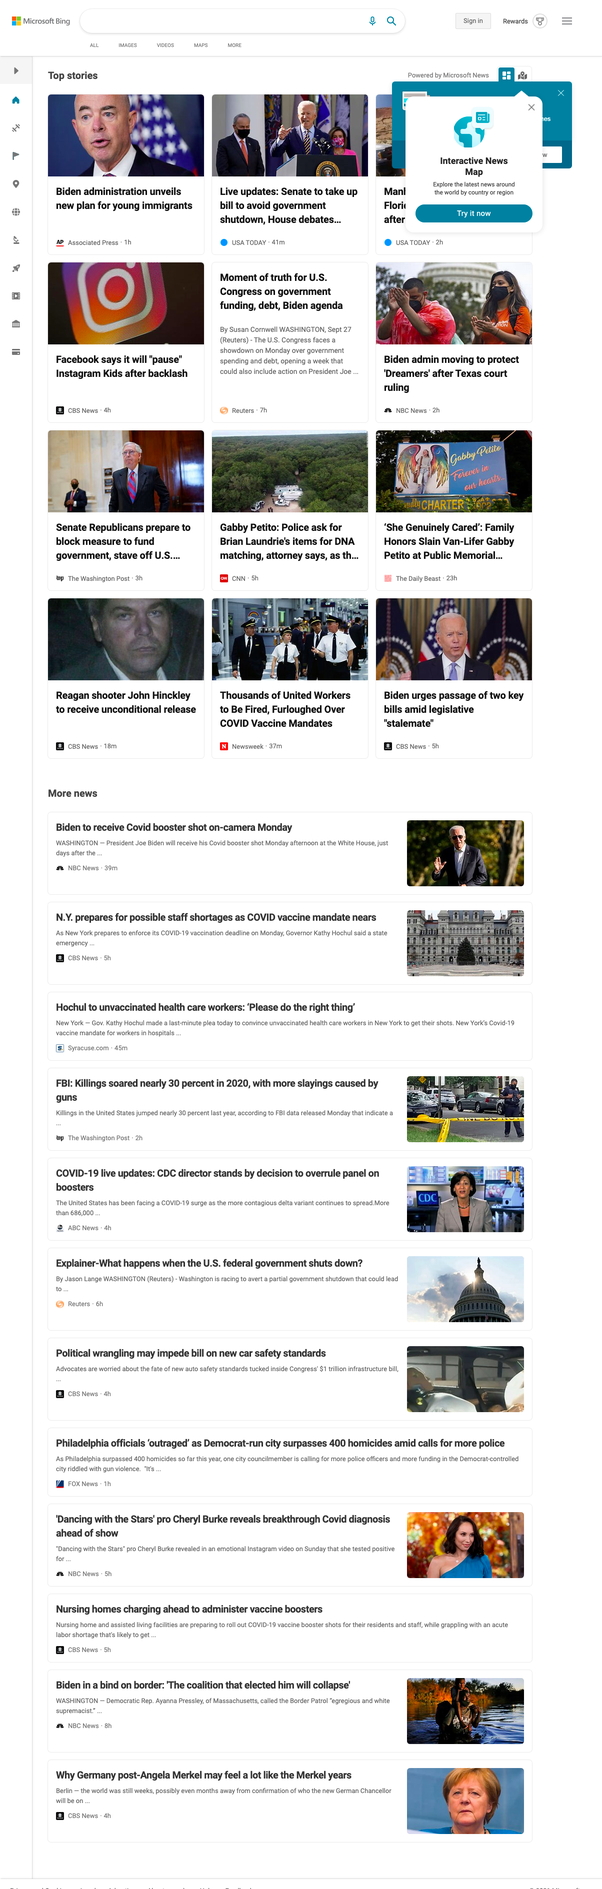 Microsoft Bing
Sign in
Rewards
ALL
IMAGES
VIDEOS
MAPS
MORE
Top stories
Powered by Microsoft News
Interactive News
Map
Explore the latest news around
the world by country or region
Try it now
Biden administration unveils
new plan for young immigrants
Associated Press · 1h
Live updates: Senate to take up
bill to avoid government
shutdown, House debates...
USA TODAY · 41m
after
USA TODAY · 2h
Facebook says it will "pause"
Instagram Kids after backlash
CBS News · 4h
Moment of truth for U.S.
Congress on government
funding, debt, Biden agenda
By Susan Cornwell WASHINGTON, Sept 27
(Reuters) - The U.S. Congress faces a
showdown on Monday over government
spending and debt, opening a week that
could also include action on President Joe ...
Reuters · 7h
Biden admin moving to protect
'Dreamers' after Texas court
ruling
NBC News · 2h
Senate Republicans prepare to
block measure to fund
government, stave off U.S....
The Washington Post · 3h
Gabby Petito: Police ask for
Brian Laundrie's items for DNA
matching, attorney says, as th...
CNN · 5h
Gabby Petito
Forever in
our hearts
CHARTER
'She Genuinely Cared': Family
Honors Slain Van-Lifer Gabby
Petito at Public Memorial...
The Daily Beast · 23h
Reagan shooter John Hinckley
to receive unconditional release
CBS News · 18m
Thousands of United Workers
to Be Fired, Furloughed Over
COVID Vaccine Mandates
Newsweek · 37m
Biden urges passage of two key
bills amid legislative
"stalemate"
CBS News · 5h
More news
Biden to receive Covid booster shot on-camera Monday
WASHINGTON — President Joe Biden will receive his Covid booster shot Monday afternoon at the White House, just
days after the ...
NBC News · 39m
N.Y. prepares for possible staff shortages as COVID vaccine mandate nears
As New York prepares to enforce its COVID-19 vaccination deadline on Monday, Governor Kathy Hochul said a state
emergency ...
CBS News · 5h
Hochul to unvaccinated health care workers: 'Please do the right thing'
New York — Gov. Kathy Hochul made a last-minute plea today to convince unvaccinated health care workers in New York to get their shots. New York's Covid-19
vaccine mandate for workers in hospitals ...
Syracuse.com · 45m
FBI: Killings soared nearly 30 percent in 2020, with more slayings caused by
guns
Killings in the United States jumped nearly 30 percent last year, according to FBI data released Monday that indicate a
...
The Washington Post · 2h
COVID-19 live updates: CDC director stands by decision to overrule panel on
boosters
The United States has been facing a COVID-19 surge as the more contagious delta variant continues to spread.More
than 686,000 ...
ABC News · 4h
CDC
Explainer-What happens when the U.S. federal government shuts down?
By Jason Lange WASHINGTON (Reuters) - Washington is racing to avert a partial government shutdown that could lead
to ...
Reuters · 6h
Political wrangling may impede bill on new car safety standards
Advocates are worried about the fate of new auto safety standards tucked inside Congress' $1 trillion infrastructure bill,
...
CBS News · 4h
Philadelphia officials 'outraged' as Democrat-run city surpasses 400 homicides amid calls for more police
As Philadelphia surpassed 400 homicides so far this year, one city councilmember is calling for more police officers and more funding in the Democrat-controlled
city riddled with gun violence. "It's ...
FOX News · 1h
'Dancing with the Stars' pro Cheryl Burke reveals breakthrough Covid diagnosis
ahead of show
"Dancing with the Stars" pro Cheryl Burke revealed in an emotional Instagram video on Sunday that she tested positive
for ...
NBC News · 5h
Nursing homes charging ahead to administer vaccine boosters
Nursing home and assisted living facilities are preparing to roll out COVID-19 vaccine booster shots for their residents and staff, while grappling with an acute
labor shortage that's likely to get ...
CBS News · 5h
Biden in a bind on border: 'The coalition that elected him will collapse'
WASHINGTON — Democratic Rep. Ayanna Pressley, of Massachusetts, called the Border Patrol "egregious and white
supremacist." ...
NBC News · 8h
Why Germany post-Angela Merkel may feel a lot like the Merkel years
Berlin — the world was still weeks, possibly even months away from confirmation of who the new German Chancellor
will be on ...
CBS News · 4h